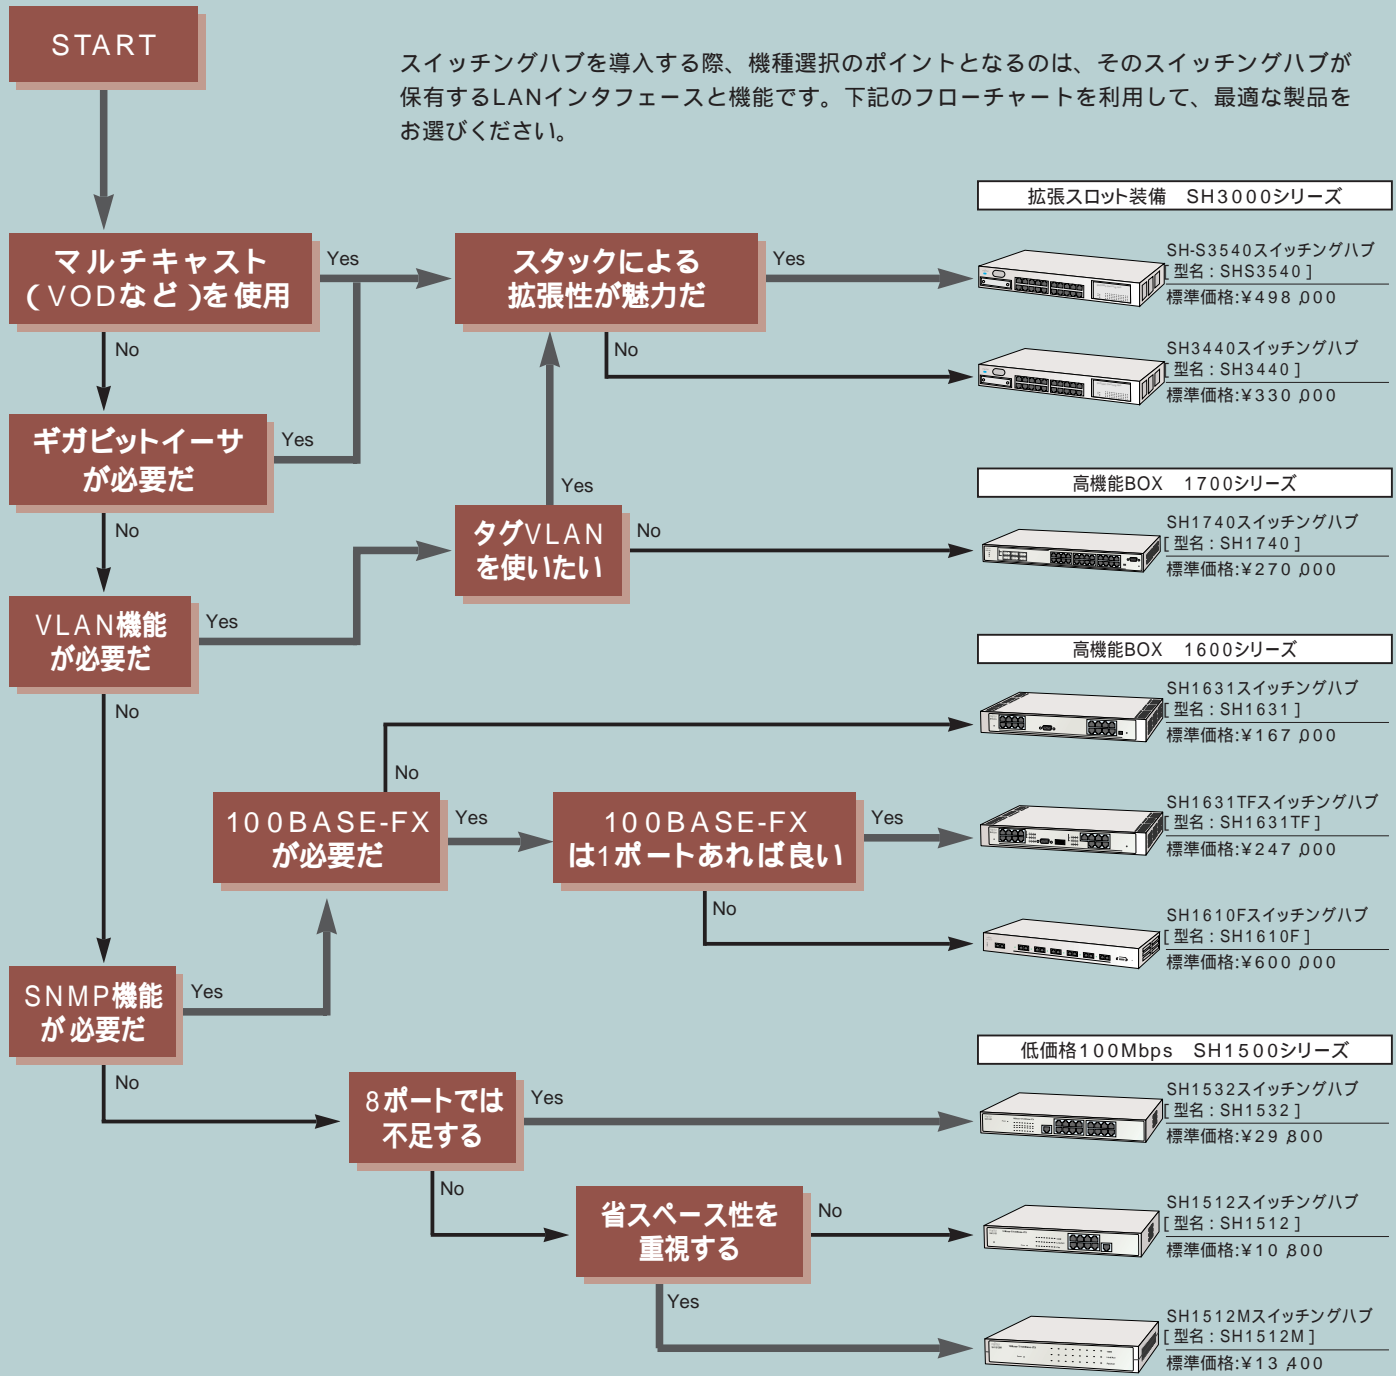 START
スイッチングハブを導入する際、機種選択のポイントとなるのは、そのスイッチングハブが
保有するLANインタフェースと機能です。下記のフローチャートを利用して、最適な製品を
お選びください。
拡張スロット装備　SH3000シリーズ
マルチキャスト
(VODなど)を使用
Yes
スタックによる
拡張性が魅力だ
Yes
SH-S3540スイッチングハブ
[型名:SHS3540]
標準価格:¥498,000
No
No
SH3440スイッチングハブ
[型名:SH3440]
標準価格:¥330,000
ギガビットイーサ
が必要だ
Yes
Yes
高機能BOX　1700シリーズ
No
タグVLAN
を使いたい
No
SH1740スイッチングハブ
[型名:SH1740]
標準価格:¥270,000
VLAN機能
が必要だ
Yes
高機能BOX　1600シリーズ
No
SH1631スイッチングハブ
[型名:SH1631]
標準価格:¥167,000
No
100BASE-FX
が必要だ
Yes
100BASE-FX
は1ポートあれば良い
Yes
SH1631TFスイッチングハブ
[型名:SH1631TF]
標準価格:¥247,000
No
SH1610Fスイッチングハブ
[型名:SH1610F]
標準価格:¥600,000
SNMP機能
が必要だ
Yes
低価格100Mbps　SH1500シリーズ
No
8ポートでは
不足する
Yes
SH1532スイッチングハブ
[型名:SH1532]
標準価格:¥29,800
No
省スペース性を
重視する
No
SH1512スイッチングハブ
[型名:SH1512]
標準価格:¥10,800
Yes
SH1512Mスイッチングハブ
[型名:SH1512M]
標準価格:¥13,400